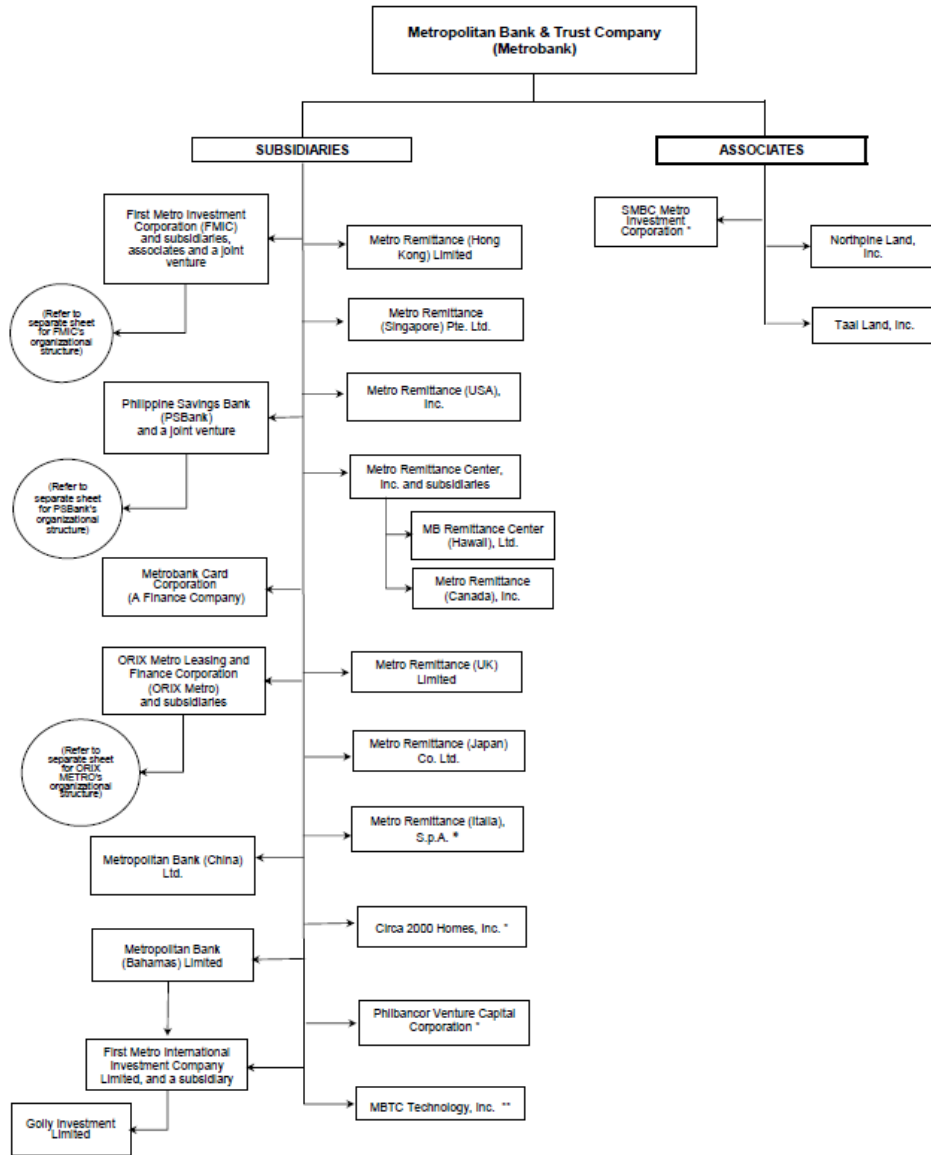 Metropolitan Bank & Trust Company
(Metrobank)
SUBSIDIARIES
ASSOCIATES
First Metro Investment
Corporation (FMIC)
and subsidiaries,
associates and a joint
venture
(Refer to
separate sheet
for FMIC's
organizational
structure)
Philippine Savings Bank
(PSBank)
and a joint venture
(Refer to
separate sheet
for PSBank's
organizational
structure)
Metrobank Card
Corporation
(A Finance Company)
ORIX Metro Leasing and
Finance Corporation
(ORIX Metro)
and subsidiaries
(Refer to
separate sheet
for ORIX
METRO's
organizational
structure)
Metropolitan Bank (China)
Ltd.
Metropolitan Bank
(Bahamas) Limited
First Metro International
Investment Company
Limited, and a subsidiary
Golly Investment
Limited
Metro Remittance (Hong
Kong) Limited
Metro Remittance
(Singapore) Pte. Ltd.
Metro Remittance (USA),
Inc.
Metro Remittance Center,
Inc. and subsidiaries
MB Remittance Center
(Hawaii), Ltd.
Metro Remittance
(Canada), Inc.
Metro Remittance (UK)
Limited
Metro Remittance (Japan)
Co. Ltd.
Metro Remittance (Italia),
S.p.A. *
Circa 2000 Homes, Inc. *
Philbancor Venture Capital
Corporation *
MBTC Technology, Inc. **
SMBC Metro
Investment
Corporation *
Northpine Land,
Inc.
Taal Land, Inc.